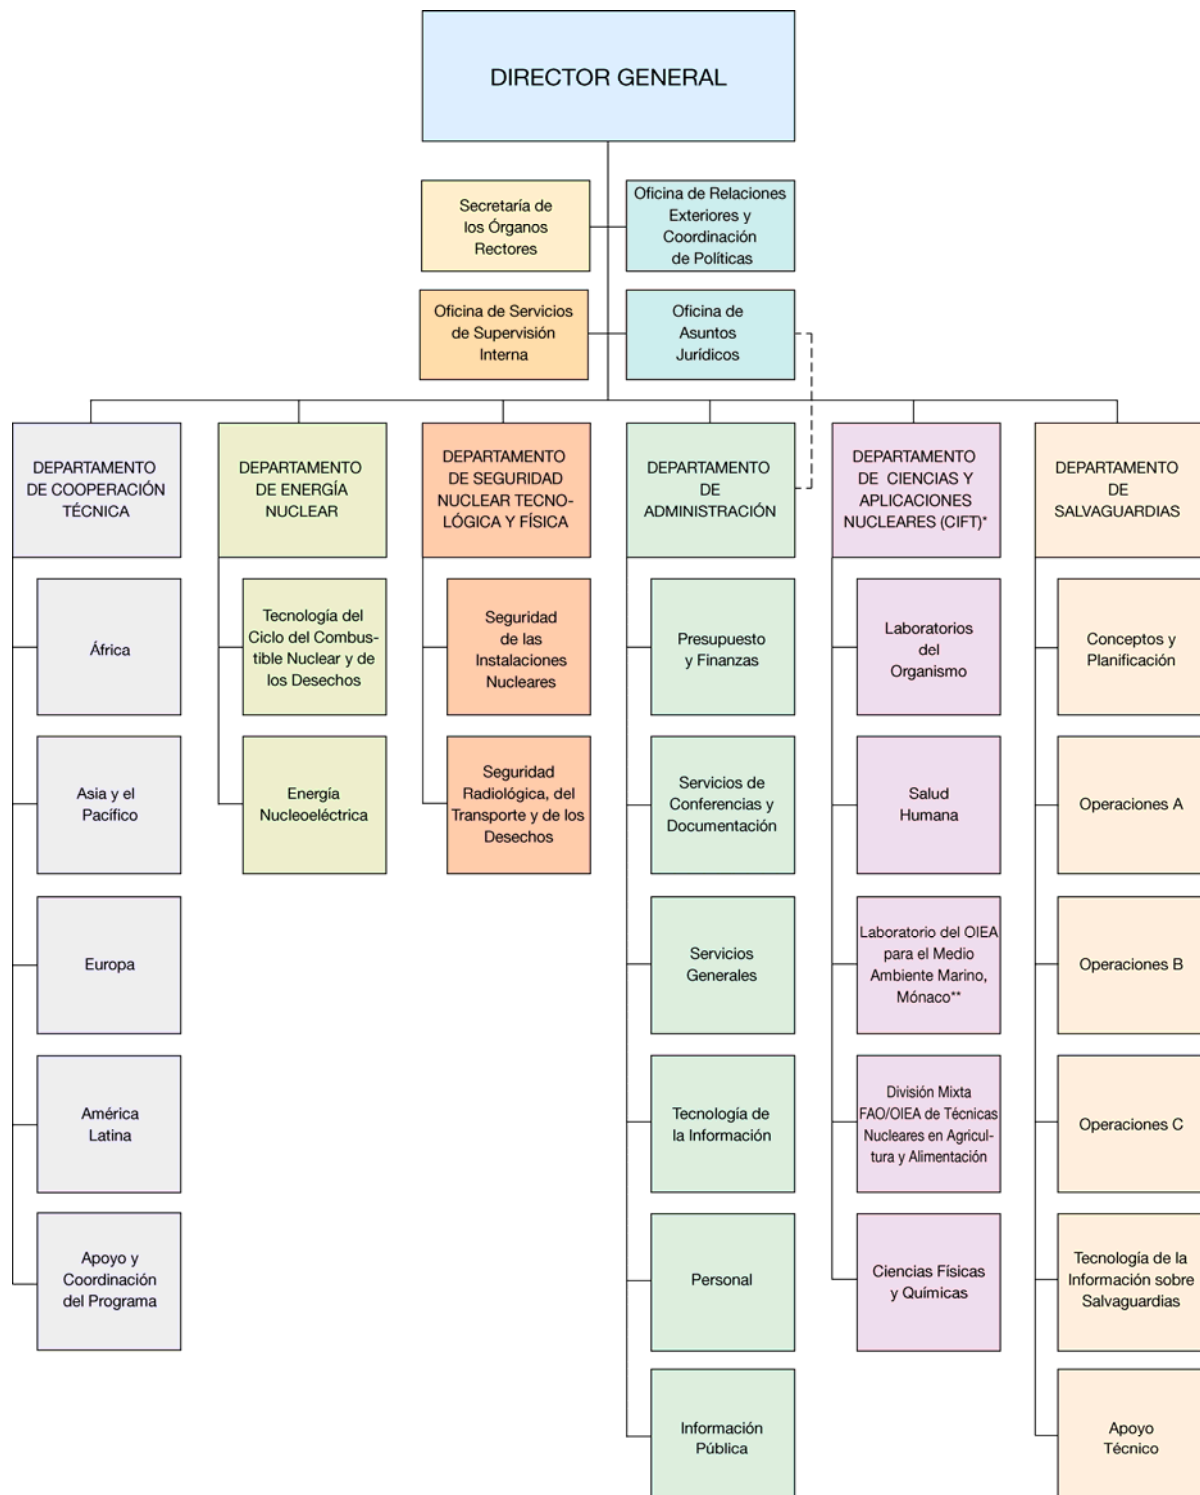 DIRECTOR GENERAL
Secretaría de
los Órganos
Rectores
Oficina de Relaciones
Exteriores y
Coordinación
de Políticas
Oficina de Servicios
de Supervisión
Interna
Oficina de
Asuntos
Jurídicos
DEPARTAMENTO
DE COOPERACIÓN
TÉCNICA
DEPARTAMENTO
DE ENERGÍA
NUCLEAR
DEPARTAMENTO
DE SEGURIDAD
NUCLEAR TECNO-
LÓGICA Y FÍSICA
DEPARTAMENTO
DE
ADMINISTRACIÓN
DEPARTAMENTO
DE CIENCIAS Y
APLICACIONES
NUCLEARES (CIFT)*
DEPARTAMENTO
DE
SALVAGUARDIAS
África
Asia y el
Pacífico
Europa
América
Latina
Apoyo y
Coordinación
del Programa
Tecnología del
Ciclo del Combus-
tible Nuclear y de
los Desechos
Energía
Nucleoeléctrica
Seguridad
de las
Instalaciones
Nucleares
Seguridad
Radiológica, del
Transporte y de los
Desechos
Presupuesto
y Finanzas
Servicios de
Conferencias y
Documentación
Servicios
Generales
Tecnología de
la Información
Personal
Información
Pública
Laboratorios
del
Organismo
Salud
Humana
Laboratorio del OIEA
para el Medio
Ambiente Marino,
Mónaco**
División Mixta
FAO/OIEA de Técnicas
Nucleares en Agricul-
tura y Alimentación
Ciencias Físicas
y Químicas
Conceptos y
Planificación
Operaciones A
Operaciones B
Operaciones C
Tecnología de la
Información sobre
Salvaguardias
Apoyo
Técnico